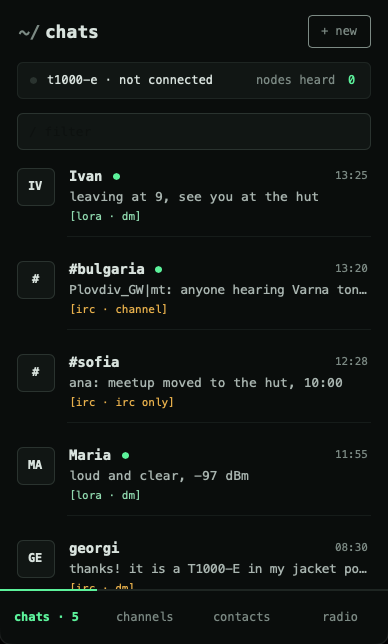 ~/ chats
+ new
t1000-e · not connected
nodes heard 0
IV
Ivan
13:25
leaving at 9, see you at the hut
[lora · dm]
#
#bulgaria
13:20
Plovdiv_GW|mt: anyone hearing Varna ton…
[irc · channel]
#
#sofia
12:28
ana: meetup moved to the hut, 10:00
[irc · irc only]
MA
Maria
11:55
loud and clear, −97 dBm
[lora · dm]
GE
georgi
08:30
thanks! it is a T1000-E in my jacket po…
[irc · dm]
chats · 5
channels
contacts
radio